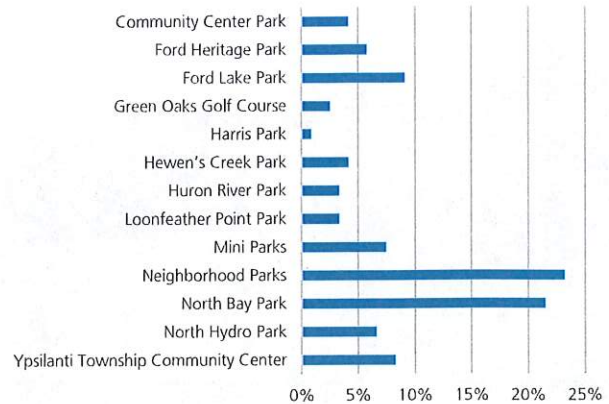 Community Center Park
Ford Heritage Park
Ford Lake Park
Green Oaks Golf Course
Harris Park
Hewen's Creek Park
Huron River Park
Loonfeather Point Park
Mini Parks
Neighborhood Parks
North Bay Park
North Hydro Park
Ypsilanti Township Community Center
0% 5% 10% 15% 20% 25%